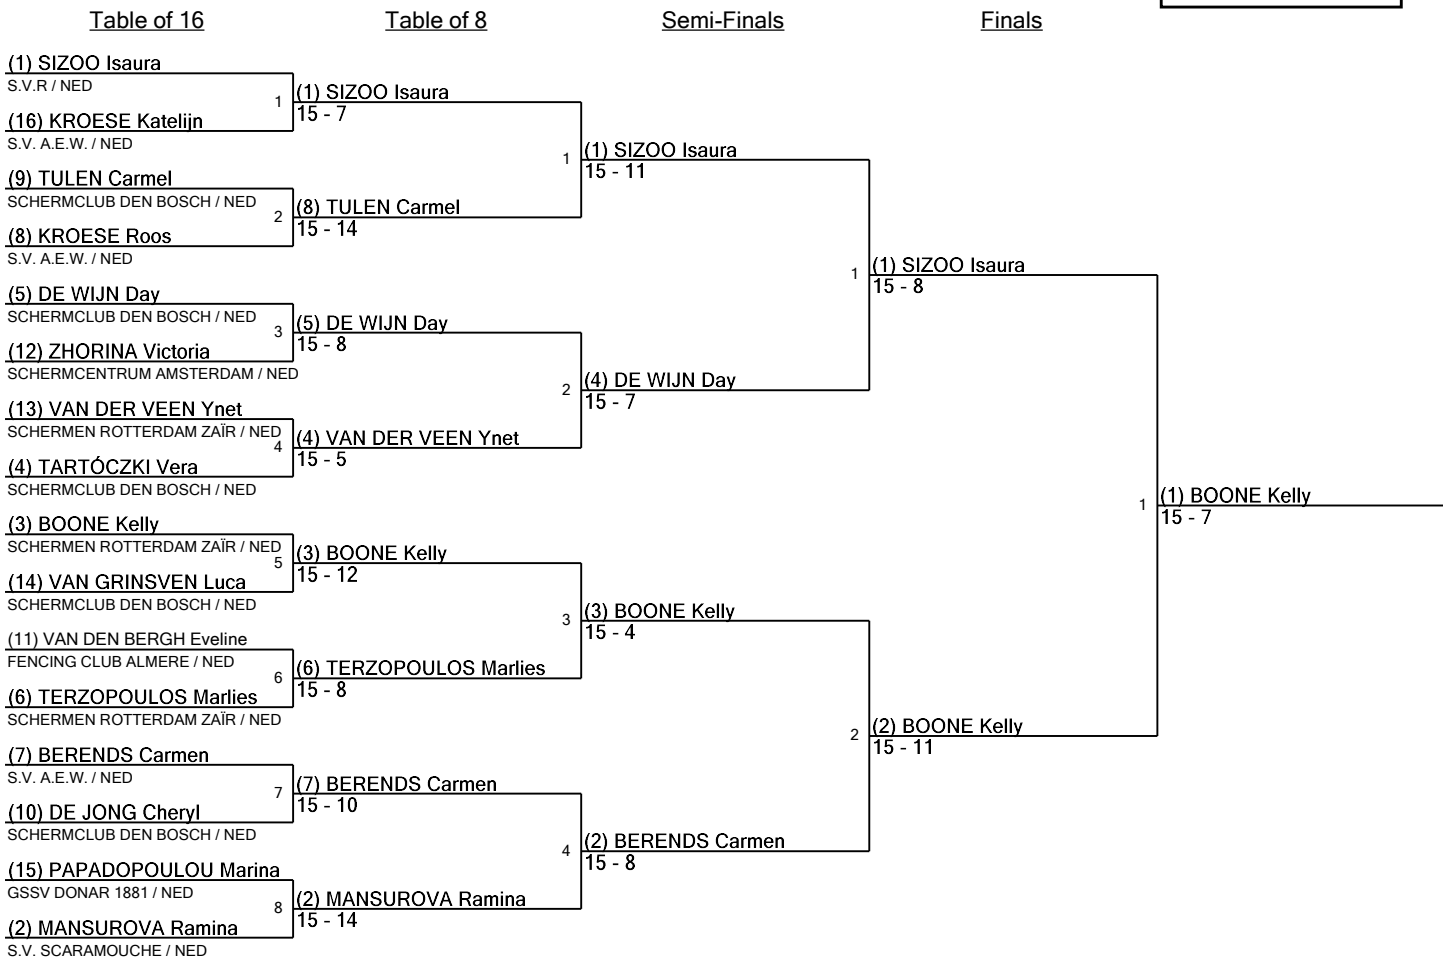 Table of 16
Table of 8
Semi-Finals
Finals
(1) SIZOO Isaura
S.V.R / NED
1
(16) KROESE Katelijn
S.V. A.E.W. / NED
(9) TULEN Carmel
SCHERMCLUB DEN BOSCH / NED
2
(8) KROESE Roos
S.V. A.E.W. / NED
(5) DE WIJN Day
SCHERMCLUB DEN BOSCH / NED
3
(12) ZHORINA Victoria
SCHERMCENTRUM AMSTERDAM / NED
(13) VAN DER VEEN Ynet
SCHERMEN ROTTERDAM ZAÏR / NED
4
(4) TARTÓCZKI Vera
SCHERMCLUB DEN BOSCH / NED
(3) BOONE Kelly
SCHERMEN ROTTERDAM ZAÏR / NED
5
(14) VAN GRINSVEN Luca
SCHERMCLUB DEN BOSCH / NED
(11) VAN DEN BERGH Eveline
FENCING CLUB ALMERE / NED
6
(6) TERZOPOULOS Marlies
SCHERMEN ROTTERDAM ZAÏR / NED
(7) BERENDS Carmen
S.V. A.E.W. / NED
7
(10) DE JONG Cheryl
SCHERMCLUB DEN BOSCH / NED
(15) PAPADOPOULOU Marina
GSSV DONAR 1881 / NED
8
(2) MANSUROVA Ramina
S.V. SCARAMOUCHE / NED
(1) SIZOO Isaura
15 - 7
1
(8) TULEN Carmel
15 - 14
(5) DE WIJN Day
15 - 8
2
(4) VAN DER VEEN Ynet
15 - 5
(3) BOONE Kelly
15 - 12
3
(6) TERZOPOULOS Marlies
15 - 8
(7) BERENDS Carmen
15 - 10
4
(2) MANSUROVA Ramina
15 - 14
(1) SIZOO Isaura
15 - 11
1
(4) DE WIJN Day
15 - 7
(3) BOONE Kelly
15 - 4
2
(2) BERENDS Carmen
15 - 8
(1) SIZOO Isaura
15 - 8
1
(2) BOONE Kelly
15 - 11
(1) BOONE Kelly
15 - 7